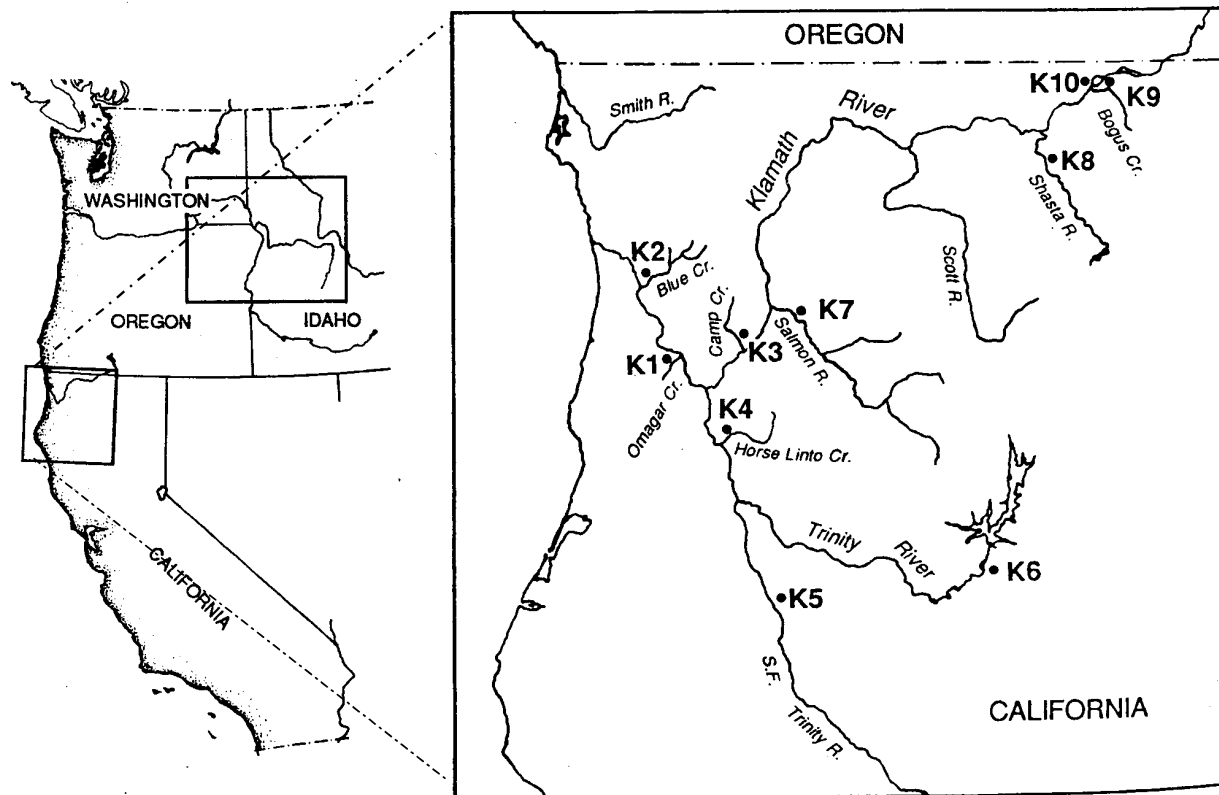 WASHINGTON
OREGON
IDAHO
CALIFORNIA
OREGON
Smith R.
Klamath
River
K10
K9
Bogus Cr.
K8
Shasta R.
Scott R.
K2
Blue Cr.
Camp Cr.
K3
K7
Salmon R.
K1
Omagar Cr.
K4
Horse Linto Cr.
Trinity
River
K6
K5
S.F.
Trinity R.
CALIFORNIA